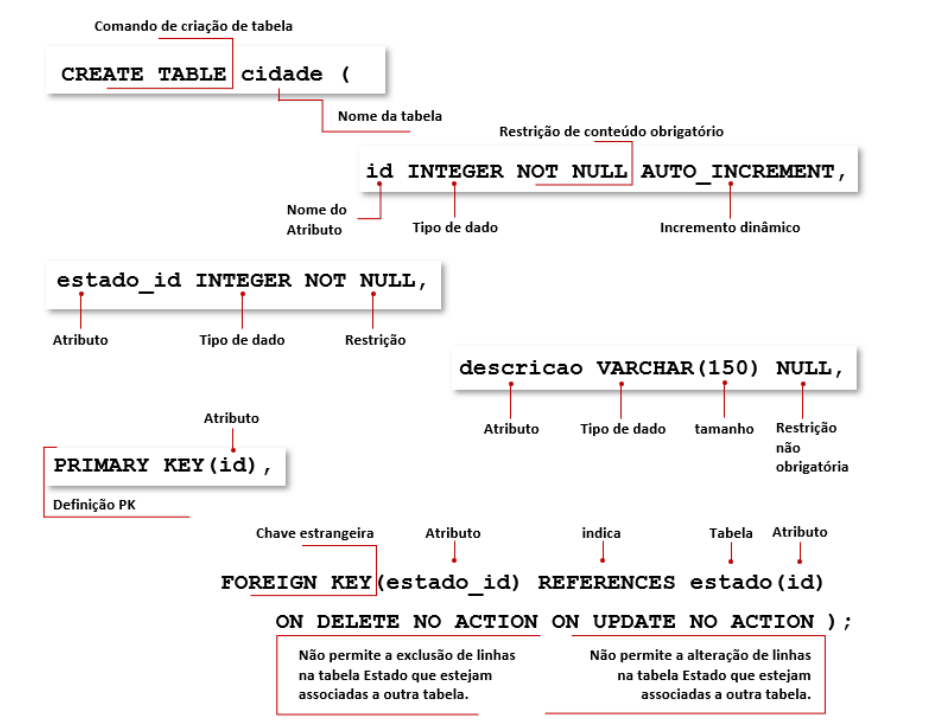 Comando de criação de tabela
CREATE TABLE cidade (
Nome da tabela
Restrição de conteúdo obrigatório
id INTEGER NOT NULL AUTO_INCREMENT,
Nome do
Atributo
Tipo de dado
Incremento dinâmico
estado_id INTEGER NOT NULL,
Atributo
Tipo de dado
Restrição
descricao VARCHAR(150) NULL,
Atributo
Tipo de dado
tamanho
Restrição
não
obrigatória
Atributo
PRIMARY KEY(id),
Definição PK
Chave estrangeira
Atributo
indica
Tabela
Atributo
FOREIGN KEY(estado_id) REFERENCES estado(id)
ON DELETE NO ACTION ON UPDATE NO ACTION );
Não permite a exclusão de linhas
na tabela Estado que estejam
associadas a outra tabela.
Não permite a alteração de linhas
na tabela Estado que estejam
associadas a outra tabela.